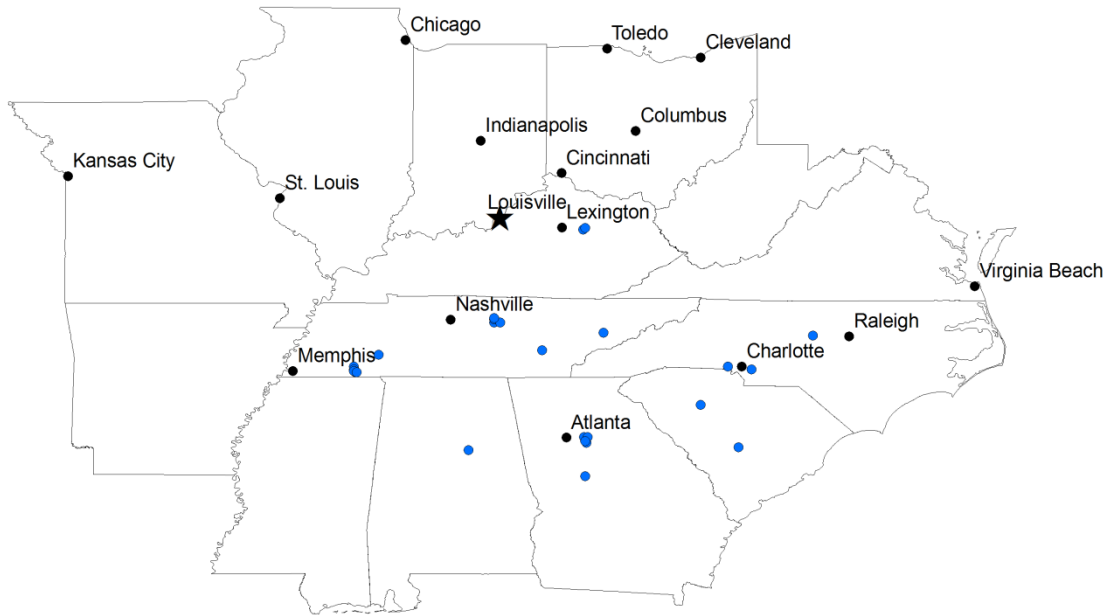 Chicago
Toledo
Cleveland
Indianapolis
Columbus
Kansas City
Cincinnati
St. Louis
Louisville
Lexington
Virginia Beach
Nashville
Raleigh
Memphis
Charlotte
Atlanta